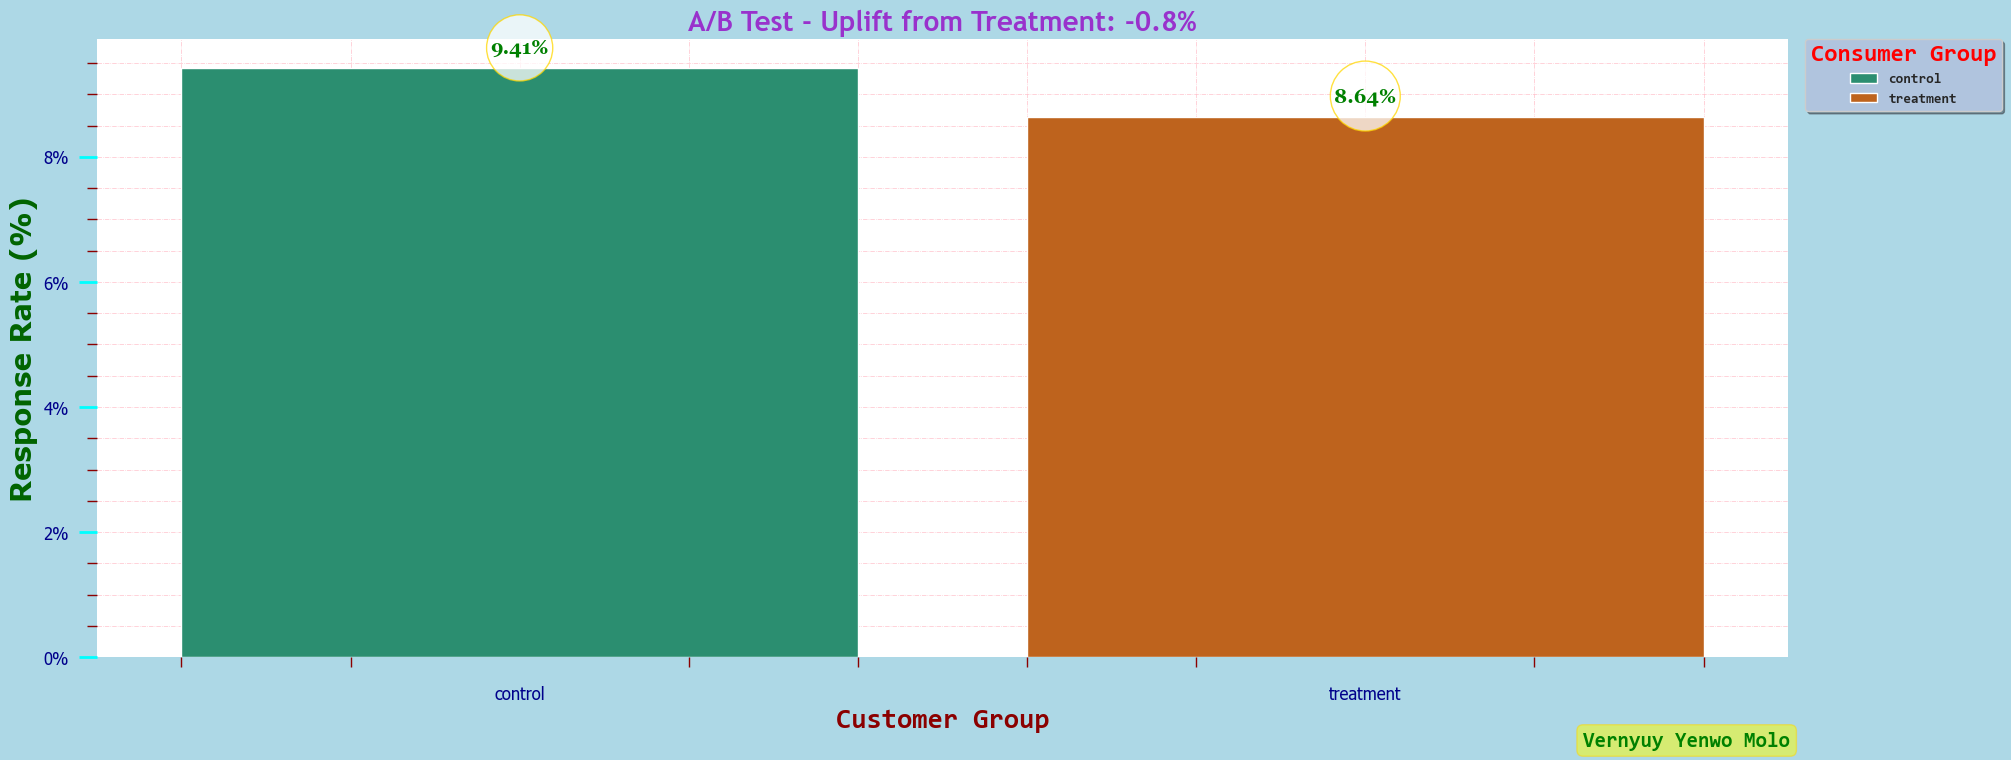 A/B Test - Uplift from Treatment: -0.8%
9.41%
8.64%
Consumer Group
control
treatment
Response Rate (%)
8%
6%
4%
2%
0%
control
treatment
Customer Group
Vernyuy Yenwo Molo